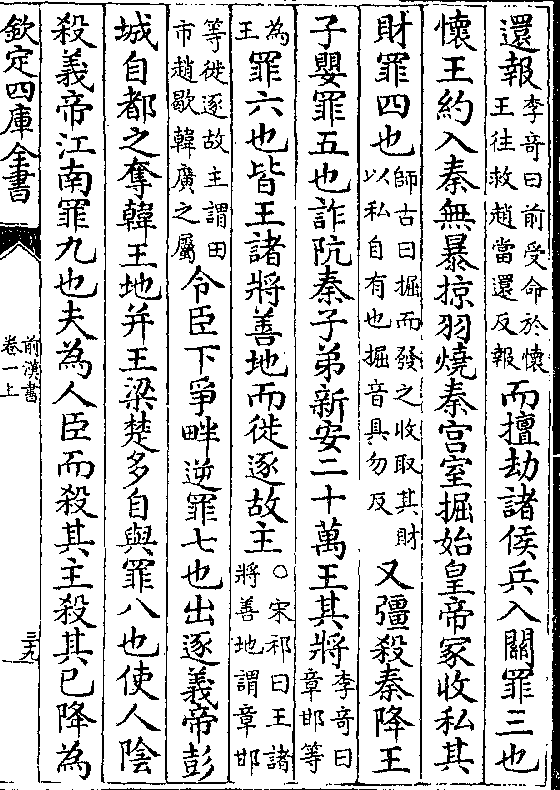 還報李奇曰前受命於懷王往救趙當還反報而擅劫諸侯兵入關罪三也
懷王約入秦無暴掠羽燒秦宮室掘始皇帝冢收私其
財罪四也師古曰掘而發之收取其財以私自有也掘音具勿反又彊殺秦降王
子嬰罪五也詐阬秦子弟新安二十萬王其將李奇曰章邯等
為王罪六也皆王諸將善地而徙逐故主○宋祁曰王諸將善地謂章邯
等徙逐故主謂田市趙歇韓廣之屬令臣下爭畔逆罪七也出逐義帝彭
城自都之奪韓王地并王梁楚多自與罪八也使人陰
殺義帝江南罪九也夫為人臣而殺其主殺其已降為
欽定四庫全書
前漢書
卷一上